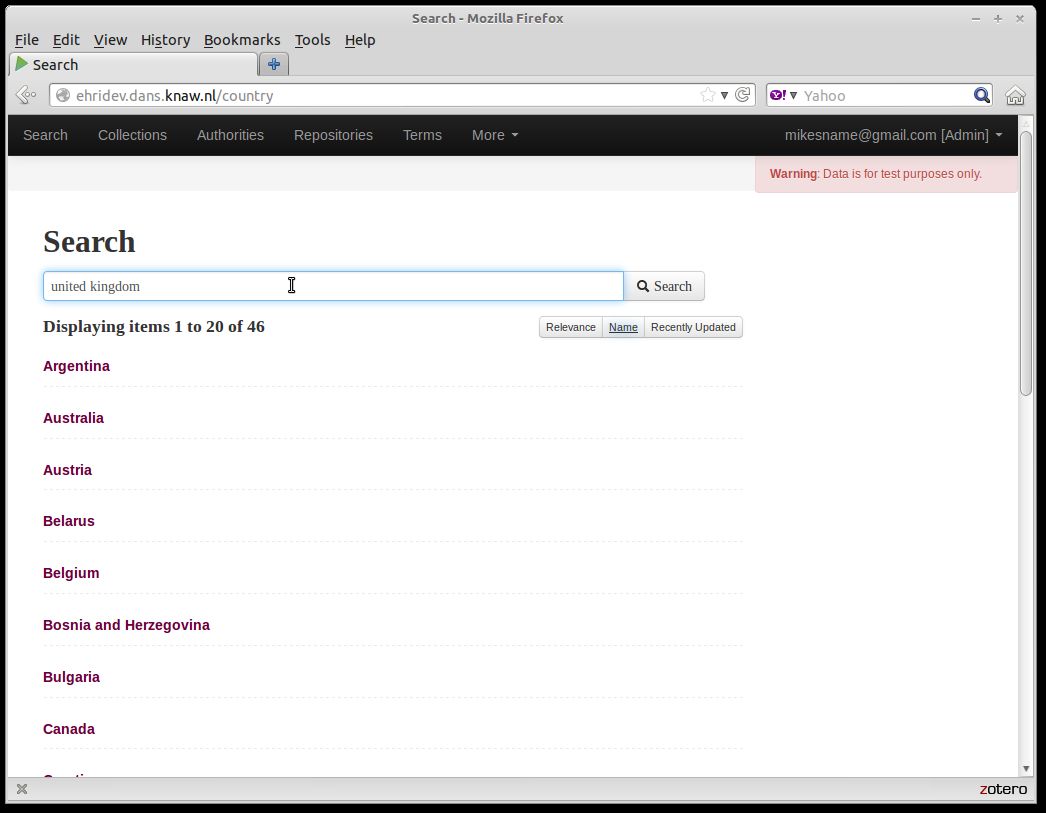 Search - Mozilla Firefox
File Edit View History Bookmarks Tools Help
Search
ehridev.dans.knaw.nl/country
Y! Yahoo
Search Collections Authorities Repositories Terms More mikesname@gmail.com [Admin]
Warning: Data is for test purposes only.
Search
united kingdom Search
Displaying items 1 to 20 of 46 Relevance Name Recently Updated
Argentina
Australia
Austria
Belarus
Belgium
Bosnia and Herzegovina
Bulgaria
Canada
zotero